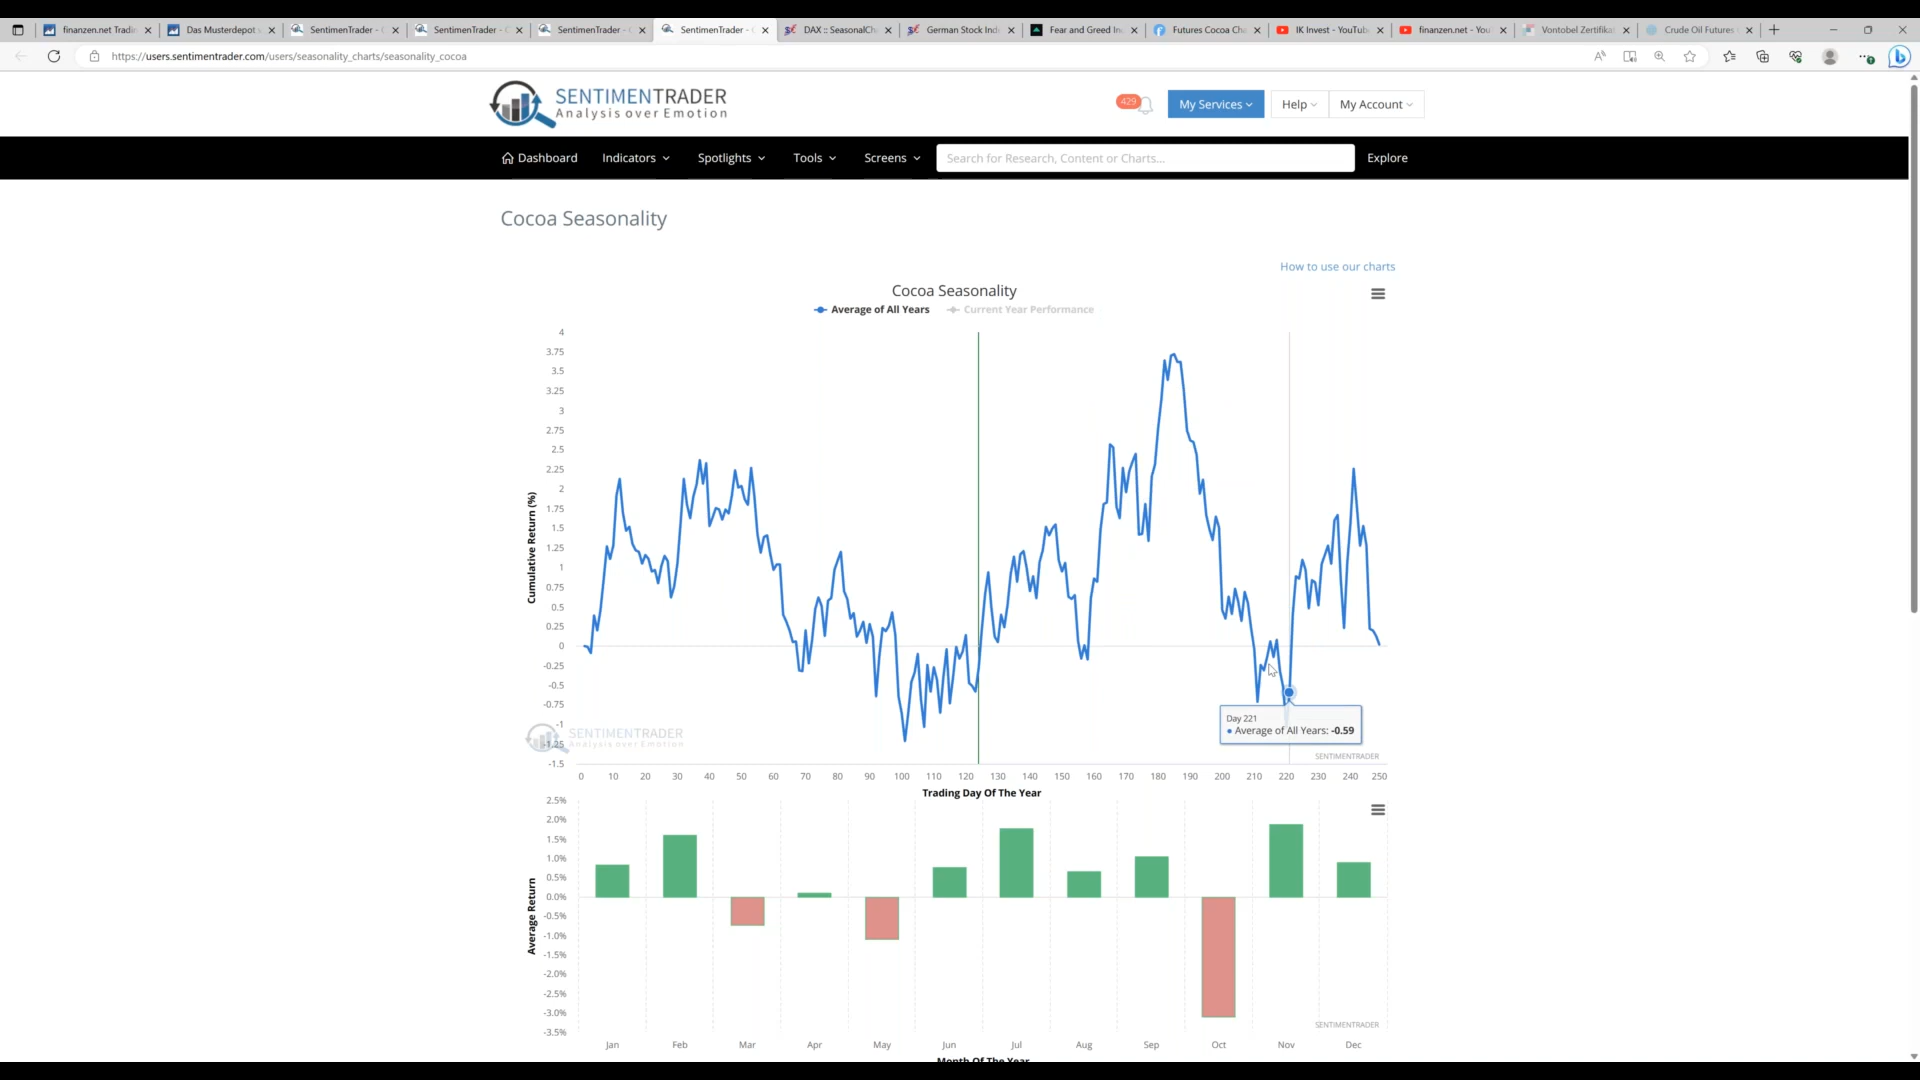 finanzen.net Tradin
Das Musterdepot
SentimenTrader - C
SentimenTrader - C
SentimenTrader - C
SentimenTrader - C
DAX :: SeasonalCh
German Stock Ind
Fear and Greed In
Futures Cocoa Cha
IK Invest - YouTub
finanzen.net - You
Vontobel Zertifika
Crude Oil Futures
https://users.sentimentrader.com/users/seasonality_charts/seasonality_cocoa
SENTIMENTRADER
Analysis over Emotion
429
My Services
Help
My Account
Dashboard
Indicators
Spotlights
Tools
Screens
Search for Research, Content or Charts...
Explore
Cocoa Seasonality
How to use our charts
Cocoa Seasonality
Average of All Years
Current Year Performance
Cumulative Return (%)
4
3.75
3.5
3.25
3
2.75
2.5
2.25
2
1.75
1.5
1.25
1
0.75
0.5
0.25
0
-0.25
-0.5
-0.75
-1
-1.25
-1.5
SENTIMENTRADER
Analysis over Emotion
Day 221
Average of All Years: -0.59
SENTIMENTRADER
0 10 20 30 40 50 60 70 80 90 100 110 120 130 140 150 160 170 180 190 200 210 220 230 240 250
Trading Day Of The Year
Average Return
2.5%
2.0%
1.5%
1.0%
0.5%
0.0%
-0.5%
-1.0%
-1.5%
-2.0%
-2.5%
-3.0%
-3.5%
SENTIMENTRADER
Jan Feb Mar Apr May Jun Jul Aug Sep Oct Nov Dec
Month Of The Year